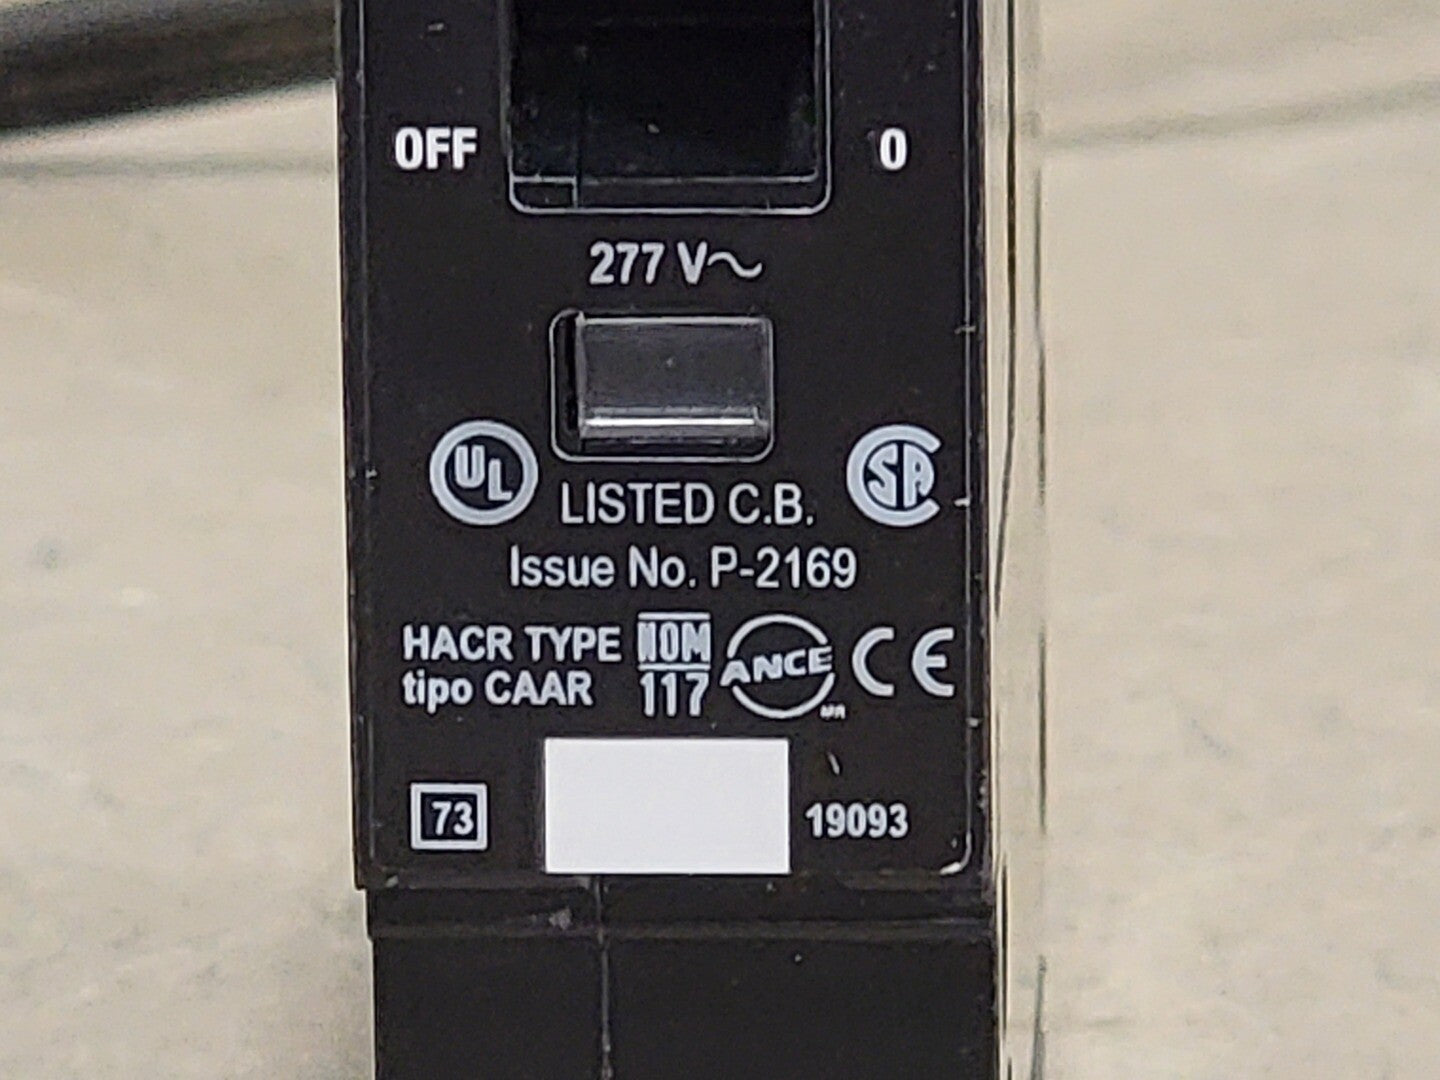 OFF 0
277 V~
UL LISTED C.B. CSA
Issue No. P-2169
HACR TYPE NOM ANCE CE
tipo CAAR 117 MR
73 19093